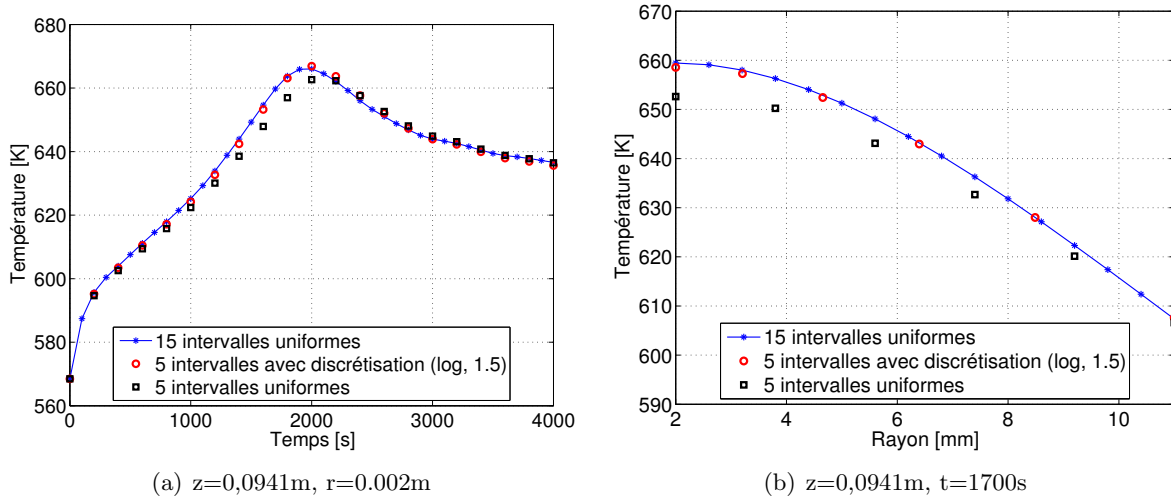 680
660
640
620
600
580
560
Température [K]
15 intervalles uniformes
5 intervalles avec discrétisation (log, 1.5)
5 intervalles uniformes
0 1000 2000 3000 4000
Temps [s]
(a) z=0,0941m, r=0.002m
670
660
650
640
630
620
610
600
590
Température [K]
15 intervalles uniformes
5 intervalles avec discrétisation (log, 1.5)
5 intervalles uniformes
2 4 6 8 10
Rayon [mm]
(b) z=0,0941m, t=1700s